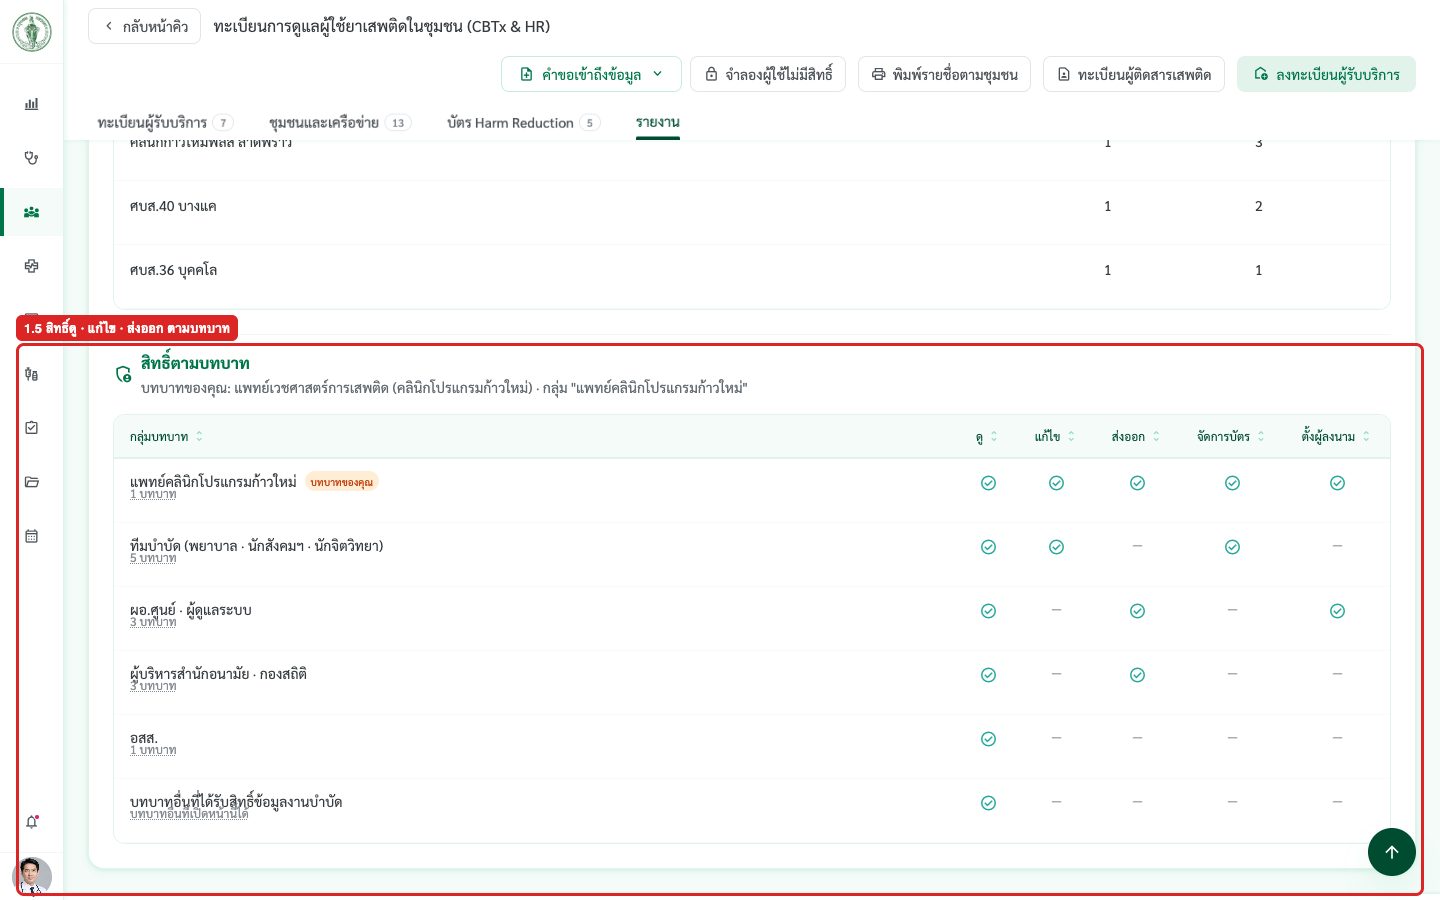 กลับหน้าคิว
ทะเบียนการดูแลผู้ใช้ยาเสพติดในชุมชน (CBTx & HR)
คำขอเข้าถึงข้อมูล
จำลองผู้ใช้ไม่มีสิทธิ์
พิมพ์รายชื่อตามชุมชน
ทะเบียนผู้ติดสารเสพติด
ลงทะเบียนผู้รับบริการ
ทะเบียนผู้รับบริการ 7
ชุมชนและเครือข่าย 13
บัตร Harm Reduction 5
รายงาน
คลินิกก้าวใหม่พลัส ลาดพร้าว 1 3
ศบส.40 บางแค 1 2
ศบส.36 บุคคโล 1 1
1.5 สิทธิ์ดู · แก้ไข · ส่งออก ตามบทบาท
สิทธิ์ตามบทบาท
บทบาทของคุณ: แพทย์เวชศาสตร์การเสพติด (คลินิกโปรแกรมก้าวใหม่) · กลุ่ม "แพทย์คลินิกโปรแกรมก้าวใหม่"
กลุ่มบทบาท ดู แก้ไข ส่งออก จัดการบัตร ตั้งผู้ลงนาม
แพทย์คลินิกโปรแกรมก้าวใหม่ บทบาทของคุณ
1 บทบาท
ทีมบำบัด (พยาบาล · นักสังคมฯ · นักจิตวิทยา) — —
5 บทบาท
ผอ.ศูนย์ · ผู้ดูแลระบบ — —
3 บทบาท
ผู้บริหารสำนักอนามัย · กองสถิติ — — —
3 บทบาท
อสส. — — — —
1 บทบาท
บทบาทอื่นที่ได้รับสิทธิ์ข้อมูลงานบำบัด — — — —
บทบาทอื่นที่เปิดหน้านี้ได้